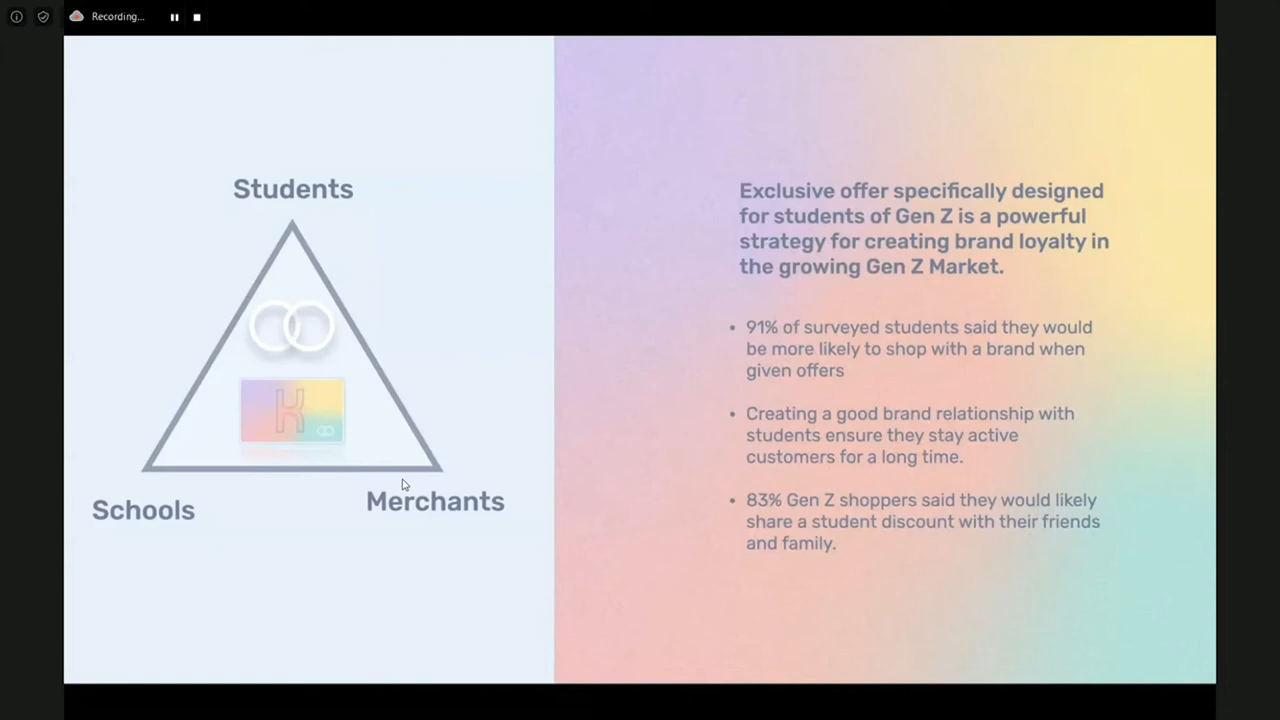 Recording...
Students
Schools
Merchants
Exclusive offer specifically designed
for students of Gen Z is a powerful
strategy for creating brand loyalty in
the growing Gen Z Market.
• 91% of surveyed students said they would
be more likely to shop with a brand when
given offers
• Creating a good brand relationship with
students ensure they stay active
customers for a long time.
• 83% Gen Z shoppers said they would likely
share a student discount with their friends
and family.